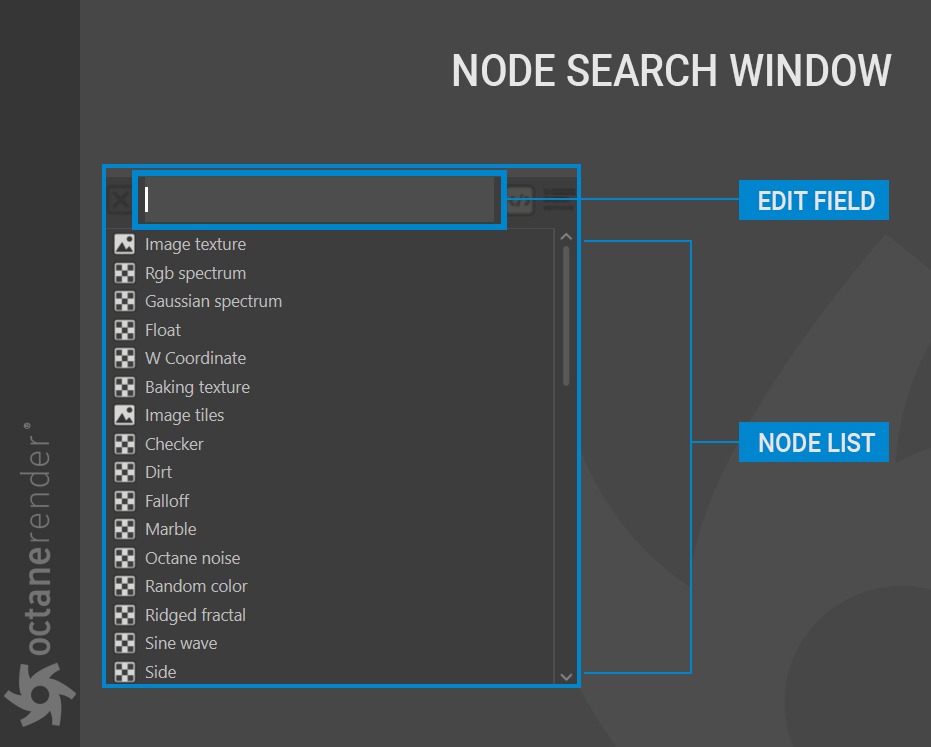 NODE SEARCH WINDOW
EDIT FIELD
Image texture
Rgb spectrum
Gaussian spectrum
Float
W Coordinate
Baking texture
Image tiles
Checker
Dirt
Falloff
Marble
Octane noise
Random color
Ridged fractal
Sine wave
Side
NODE LIST
octanerender®